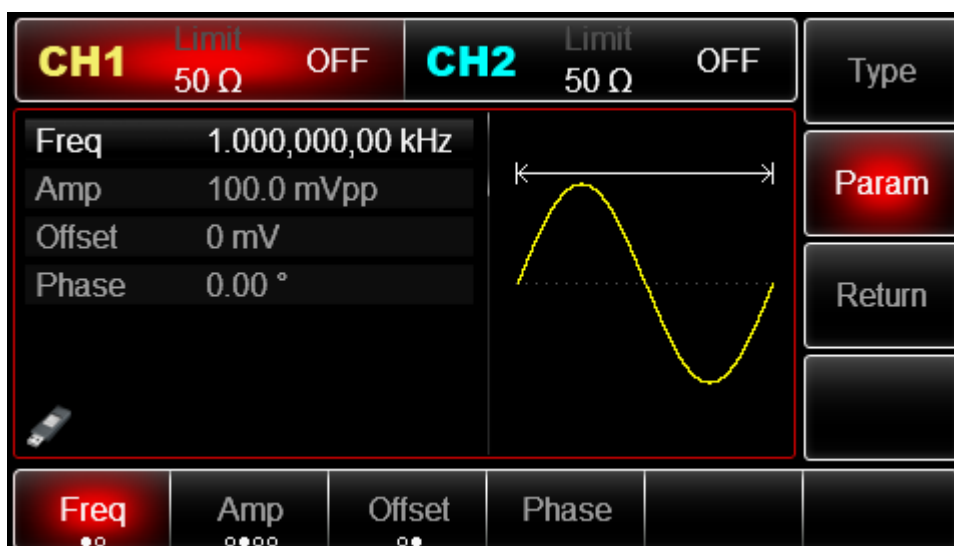 CH1 Limit 50 Ω OFF
CH2 Limit 50 Ω OFF
Type
Freq 1.000,000,00 kHz
Amp 100.0 mVpp
Offset 0 mV
Phase 0.00 °
Param
Return
Freq Amp Offset Phase